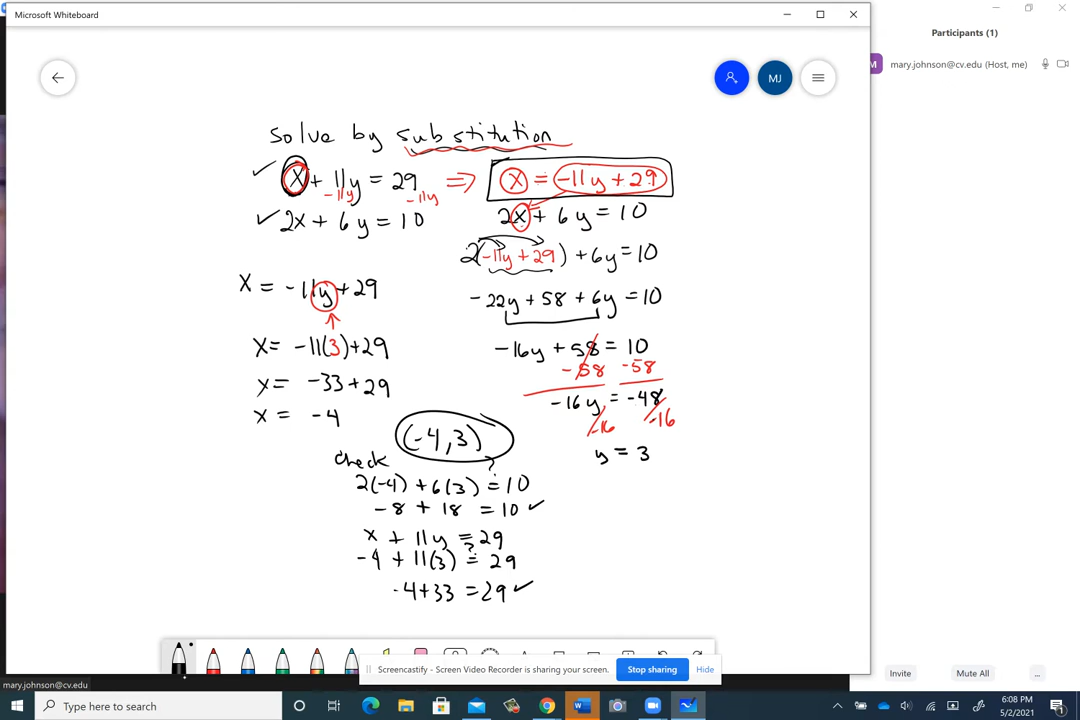 Microsoft Whiteboard
Participants (1)
M mary.johnson@cv.edu (Host, me)
MJ
solve by substitution
x + 11y = 29 ⇒ x = -11y + 29
-11y -11y
2x + 6y = 10
2x + 6y = 10
2(-11y + 29) + 6y = 10
x = -11y + 29
-22y + 58 + 6y = 10
x = -11(3) + 29
-16y + 58 = 10
-58 -58
x = -33 + 29
-16y = -48
-16 -16
x = -4
y = 3
(-4, 3)
check
2(-4) + 6(3) ?= 10
-8 + 18 = 10 ✓
x + 11y = 29
-4 + 11(3) ?= 29
-4 + 33 = 29 ✓
Screencastify - Screen Video Recorder is sharing your screen.
Stop sharing
Hide
Invite
Mute All
...
mary.johnson@cv.edu
Type here to search
6:08 PM
5/2/2021